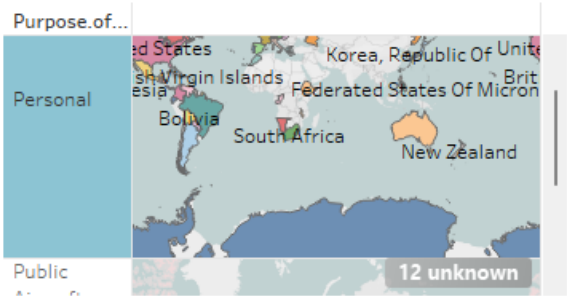 Purpose.of...
ed States
Korea, Republic Of
Unite
sh Virgin Islands
Brit
esia
Federated States Of Micron
Personal
Bolivia
South Africa
New Zealand
Public
12 unknown